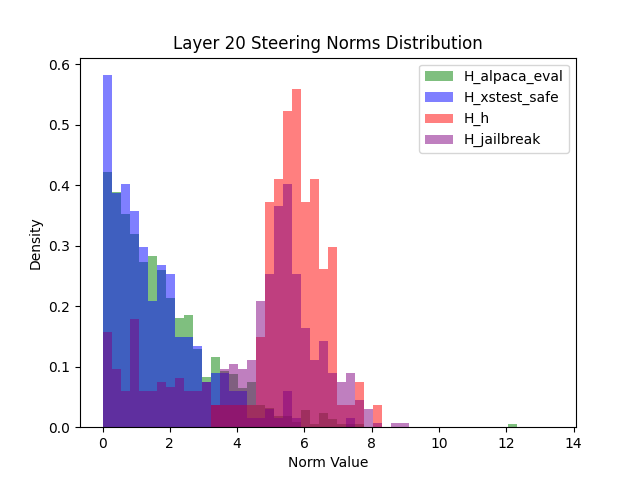 Layer 20 Steering Norms Distribution
H_alpaca_eval
H_xstest_safe
H_h
H_jailbreak
Density
0.6
0.5
0.4
0.3
0.2
0.1
0.0
0 2 4 6 8 10 12 14
Norm Value